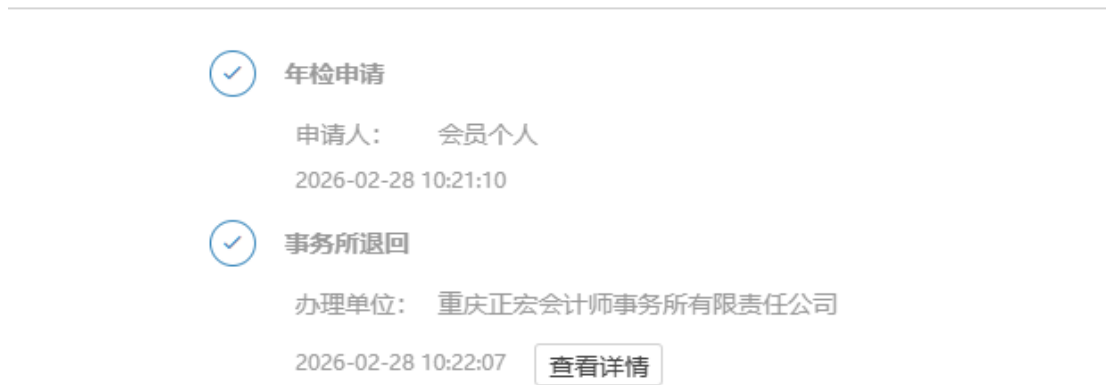 年检申请
申请人： 会员个人
2026-02-28 10:21:10
事务所退回
办理单位： 重庆正宏会计师事务所有限责任公司
2026-02-28 10:22:07 查看详情